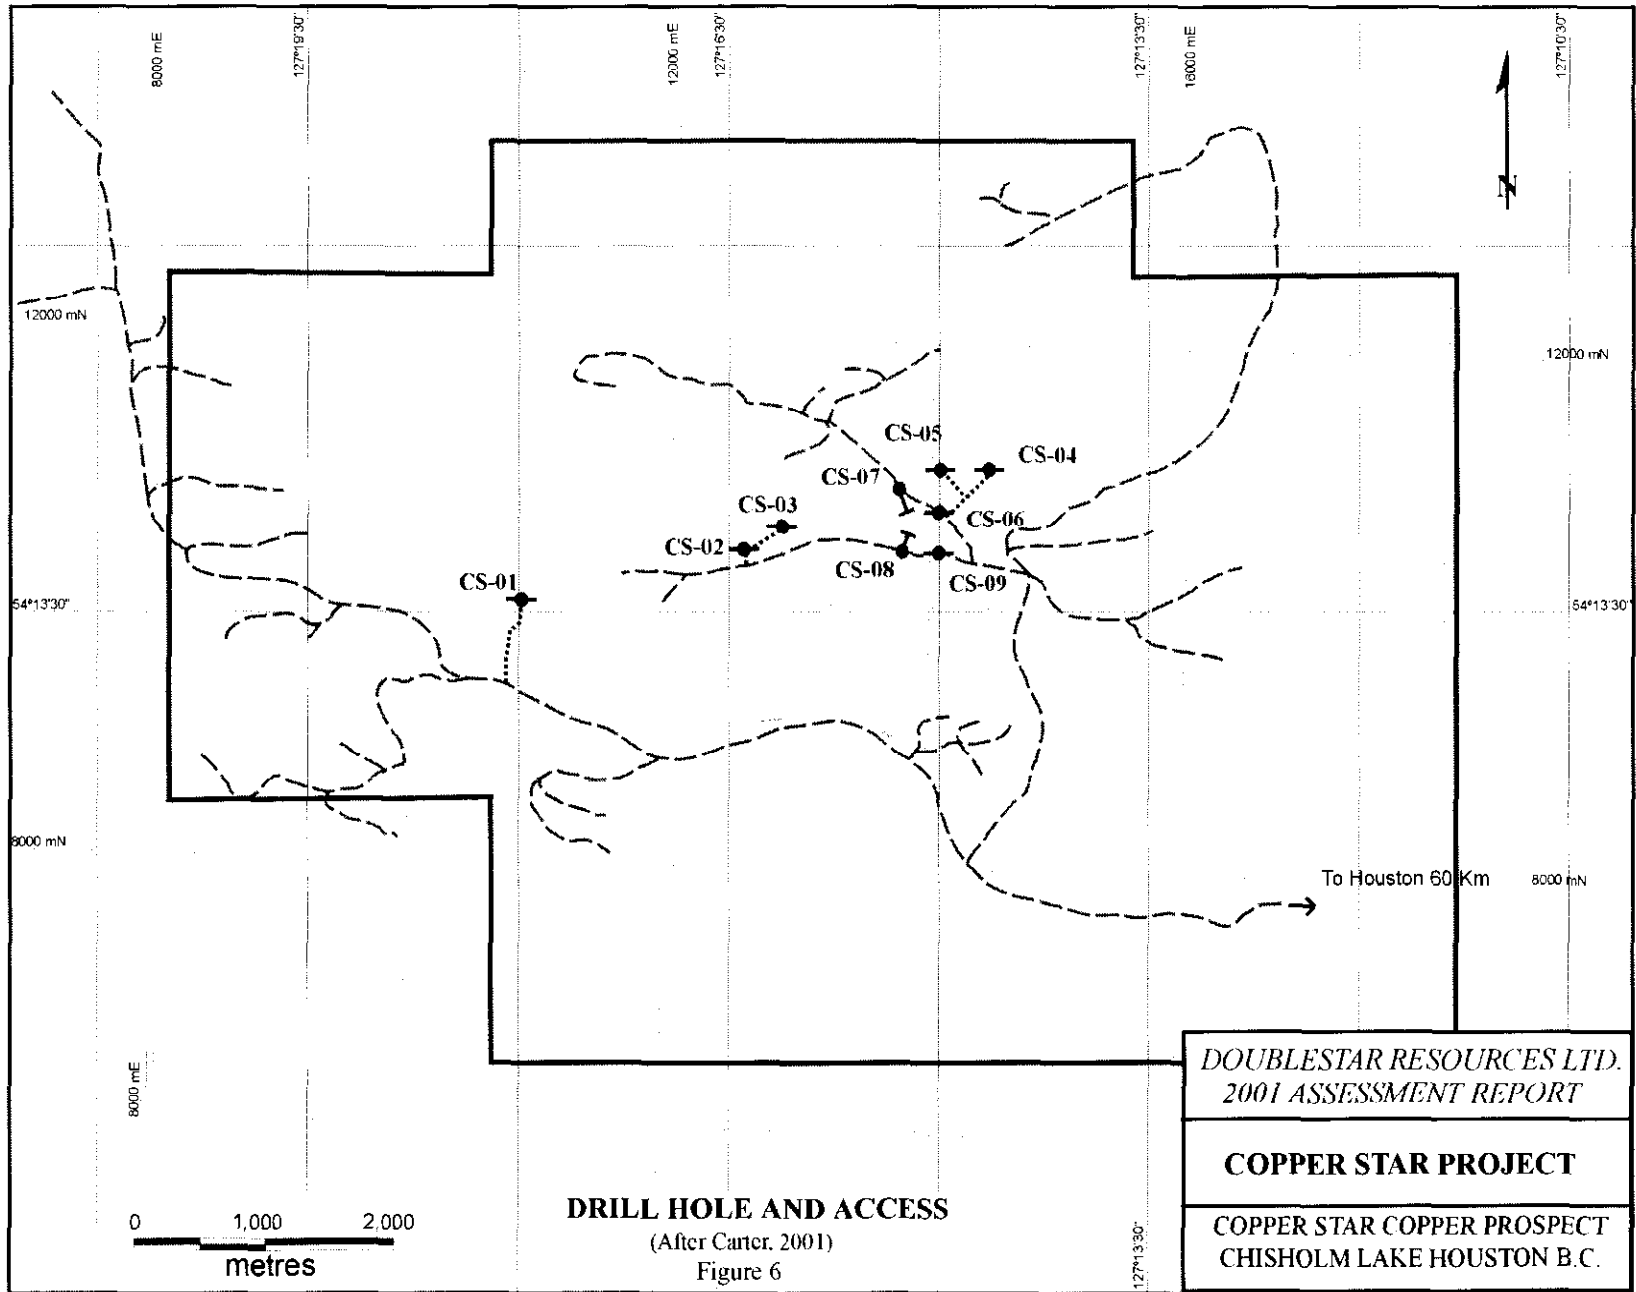 8000 mE
127°19'30"
12000 mE
127°16'30"
127°13'30"
16000 mE
127°10'30"
N
12000 mN
12000 mN
CS-05
CS-04
CS-07
CS-03
CS-06
CS-02
CS-08
CS-09
CS-01
54°13'30"
54°13'30"
8000 mN
To Houston 60 Km
8000 mN
8000 mE
127°13'30"
0 1,000 2,000
metres
DRILL HOLE AND ACCESS
(After Carter, 2001)
Figure 6
DOUBLESTAR RESOURCES LTD.
2001 ASSESSMENT REPORT
COPPER STAR PROJECT
COPPER STAR COPPER PROSPECT
CHISHOLM LAKE HOUSTON B.C.